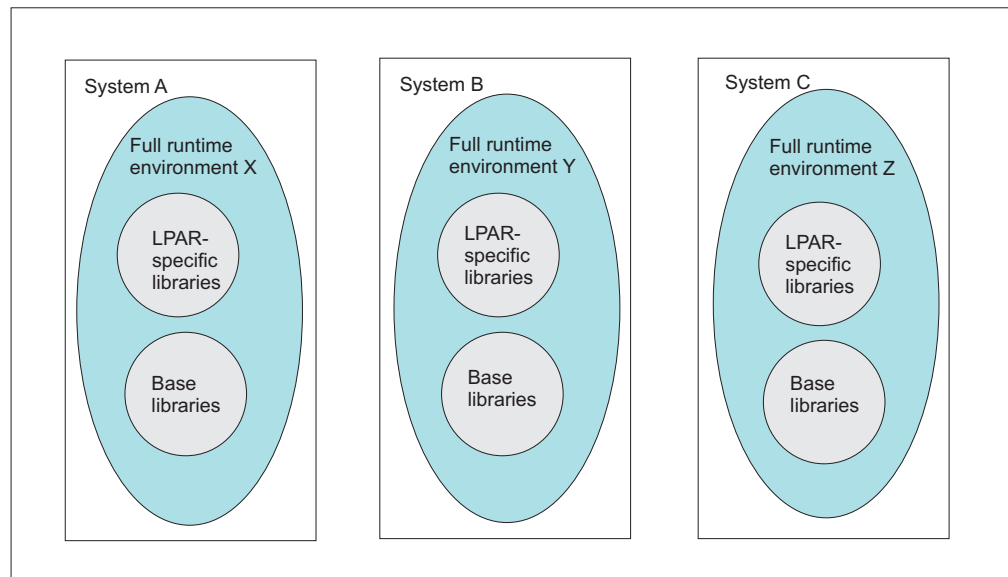 System A
Full runtime
environment X
LPAR-
specific
libraries
Base
libraries
System B
Full runtime
environment Y
LPAR-
specific
libraries
Base
libraries
System C
Full runtime
environment Z
LPAR-
specific
libraries
Base
libraries